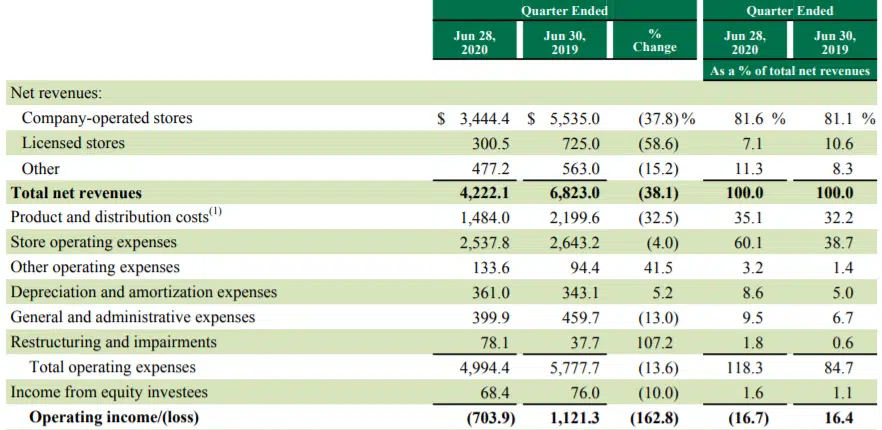 Quarter Ended Quarter Ended
Jun 28, 2020 Jun 30, 2019 % Change Jun 28, 2020 Jun 30, 2019
As a % of total net revenues
Net revenues:
Company-operated stores $ 3,444.4 $ 5,535.0 (37.8) % 81.6 % 81.1 %
Licensed stores 300.5 725.0 (58.6) 7.1 10.6
Other 477.2 563.0 (15.2) 11.3 8.3
Total net revenues 4,222.1 6,823.0 (38.1) 100.0 100.0
Product and distribution costs(1) 1,484.0 2,199.6 (32.5) 35.1 32.2
Store operating expenses 2,537.8 2,643.2 (4.0) 60.1 38.7
Other operating expenses 133.6 94.4 41.5 3.2 1.4
Depreciation and amortization expenses 361.0 343.1 5.2 8.6 5.0
General and administrative expenses 399.9 459.7 (13.0) 9.5 6.7
Restructuring and impairments 78.1 37.7 107.2 1.8 0.6
Total operating expenses 4,994.4 5,777.7 (13.6) 118.3 84.7
Income from equity investees 68.4 76.0 (10.0) 1.6 1.1
Operating income/(loss) (703.9) 1,121.3 (162.8) (16.7) 16.4